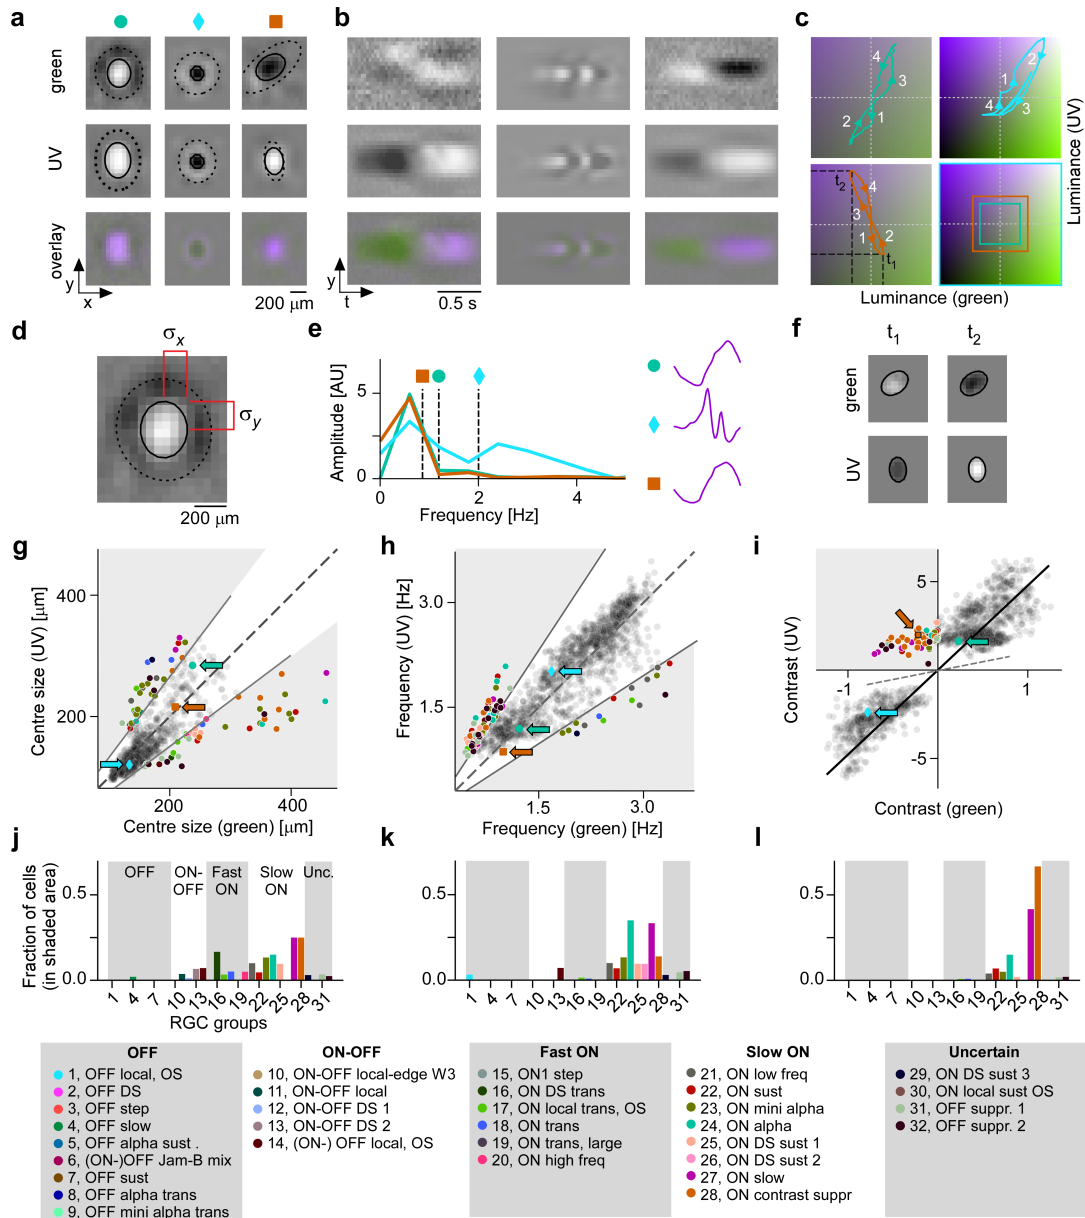 a
b
c
green
UV
overlay
y
x
200 μm
y
t
0.5 s
4
3
2
1
1
2
4
3
t2
4
3
1
2
t1
Luminance (UV)
Luminance (green)
d
σx
σy
200 μm
e
Amplitude [AU]
5
0
0
2
4
Frequency [Hz]
f
t1
t2
green
UV
g
Centre size (UV) [μm]
400
200
200
400
Centre size (green) [μm]
h
Frequency (UV) [Hz]
3.0
1.5
1.5
3.0
Frequency (green) [Hz]
i
Contrast (UV)
5
-1
1
-5
Contrast (green)
j
Fraction of cells
(in shaded area)
0.5
0.0
OFF
ON-
OFF
Fast
ON
Slow
ON
Unc.
1
4
7
10
13
16
19
22
25
28
31
RGC groups
k
0.5
0.0
1
4
7
10
13
16
19
22
25
28
31
l
0.5
0.0
1
4
7
10
13
16
19
22
25
28
31
OFF
1, OFF local, OS
2, OFF DS
3, OFF step
4, OFF slow
5, OFF alpha sust .
6, (ON-)OFF Jam-B mix
7, OFF sust
8, OFF alpha trans
9, OFF mini alpha trans
ON-OFF
10, ON-OFF local-edge W3
11, ON-OFF local
12, ON-OFF DS 1
13, ON-OFF DS 2
14, (ON-) OFF local, OS
Fast ON
15, ON1 step
16, ON DS trans
17, ON local trans, OS
18, ON trans
19, ON trans, large
20, ON high freq
Slow ON
21, ON low freq
22, ON sust
23, ON mini alpha
24, ON alpha
25, ON DS sust 1
26, ON DS sust 2
27, ON slow
28, ON contrast suppr
Uncertain
29, ON DS sust 3
30, ON local sust OS
31, OFF suppr. 1
32, OFF suppr. 2